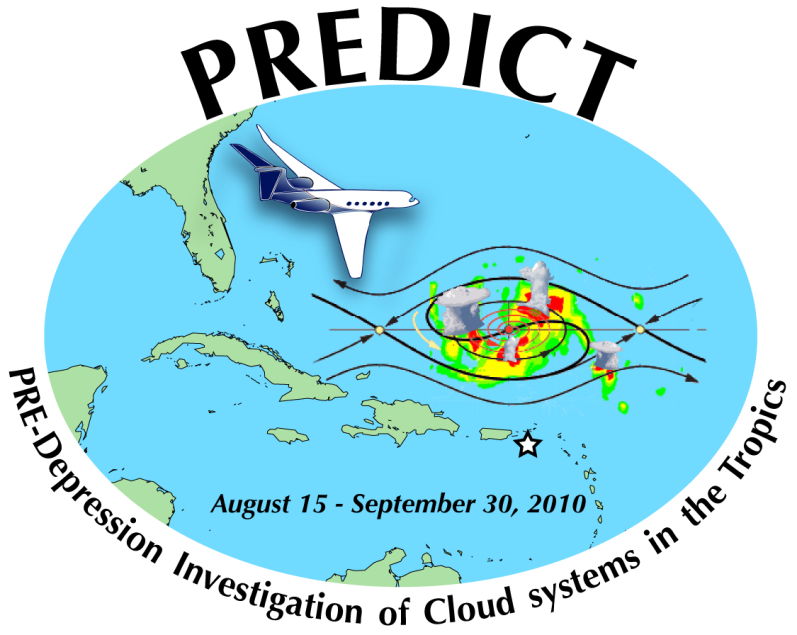 PREDICT
August 15 - September 30, 2010
PRE-Depression Investigation of Cloud systems in the Tropics